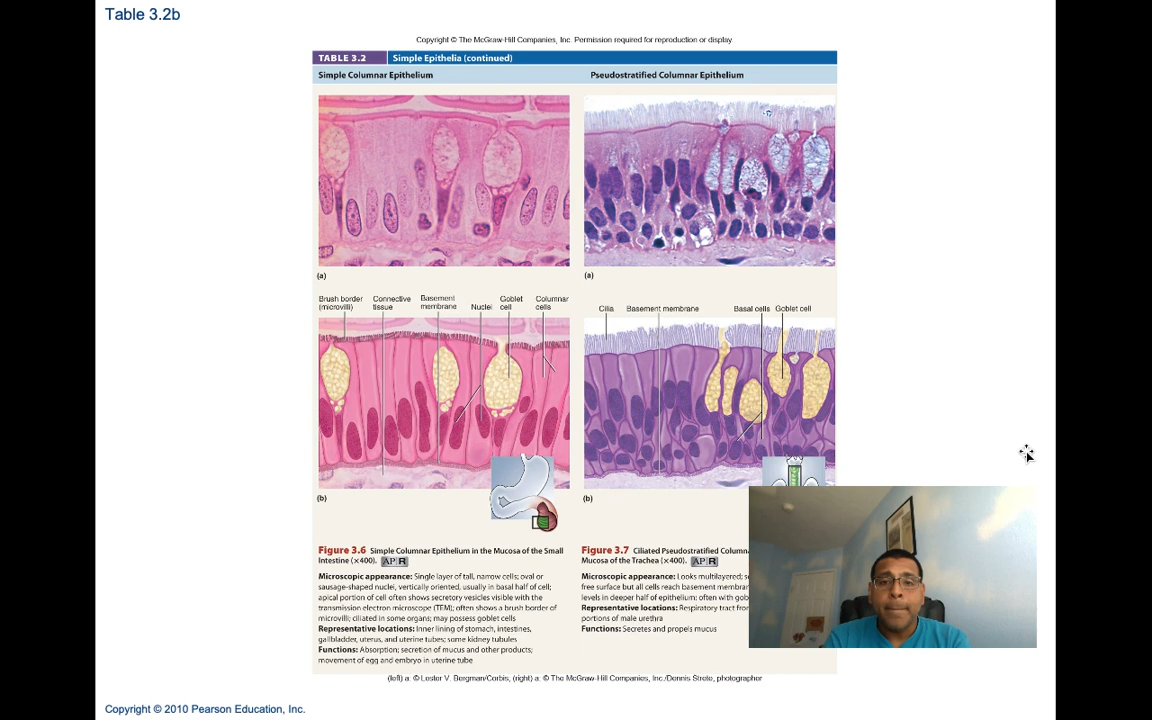 Table 3.2b
Copyright © The McGraw-Hill Companies, Inc. Permission required for reproduction or display.
TABLE 3.2 Simple Epithelia (continued)
Simple Columnar Epithelium Pseudostratified Columnar Epithelium
(a) (a)
Brush border (microvilli)
Connective tissue
Basement membrane
Nuclei
Goblet cell
Columnar cells
Cilia
Basement membrane
Basal cells
Goblet cell
(b) (b)
Figure 3.6 Simple Columnar Epithelium in the Mucosa of the Small
Intestine (×400). AP|R
Microscopic appearance: Single layer of tall, narrow cells; oval or
sausage-shaped nuclei, vertically oriented, usually in basal half of cell;
apical portion of cell often shows secretory vesicles visible with the
transmission electron microscope (TEM); often shows a brush border of
microvilli; ciliated in some organs; may possess goblet cells
Representative locations: Inner lining of stomach, intestines,
gallbladder, uterus, and uterine tubes; some kidney tubules
Functions: Absorption; secretion of mucus and other products;
movement of egg and embryo in uterine tube
Figure 3.7 Ciliated Pseudostratified
Mucosa of the Trachea (×400). AP|R
Microscopic appearance: Looks multilayered;
free surface but all cells reach basement
levels in deeper half of epithelium; often with
Representative locations: Respiratory tract
portions of male urethra
Functions: Secretes and propels mucus
(left) a: © Lester V. Bergman/Corbis, (right) a: © The McGraw-Hill Companies, Inc./Dennis Strete, photographer
Copyright © 2010 Pearson Education, Inc.